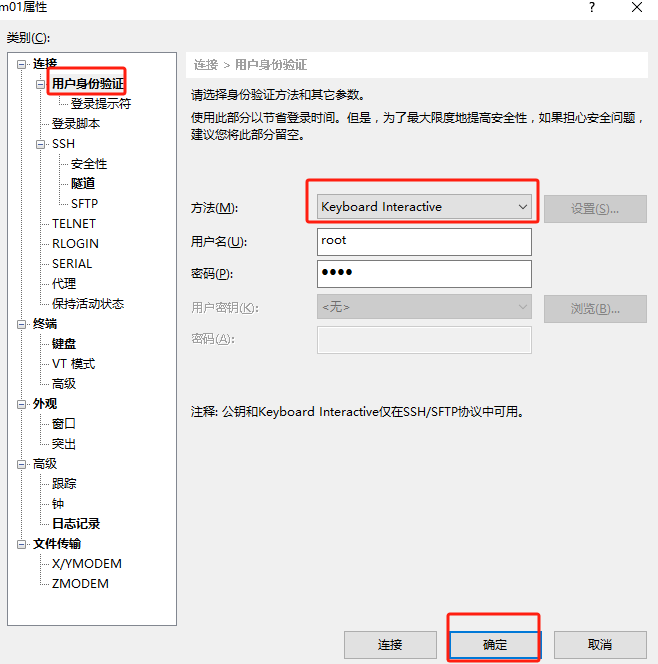 m01属性
?
类别(C):
连接
用户身份验证
登录提示符
登录脚本
SSH
安全性
隧道
SFTP
TELNET
RLOGIN
SERIAL
代理
保持活动状态
终端
键盘
VT 模式
高级
外观
窗口
突出
高级
跟踪
钟
日志记录
文件传输
X/YMODEM
ZMODEM
连接 > 用户身份验证
请选择身份验证方法和其它参数。
使用此部分以节省登录时间。但是，为了最大限度地提高安全性，如果担心安全问题，
建议您将此部分留空。
方法(M):
Keyboard Interactive
设置(S)...
用户名(U):
root
密码(P):
●●●●
用户密钥(K):
<无>
浏览(B)...
密码(A):
注释: 公钥和Keyboard Interactive仅在SSH/SFTP协议中可用。
连接
确定
取消